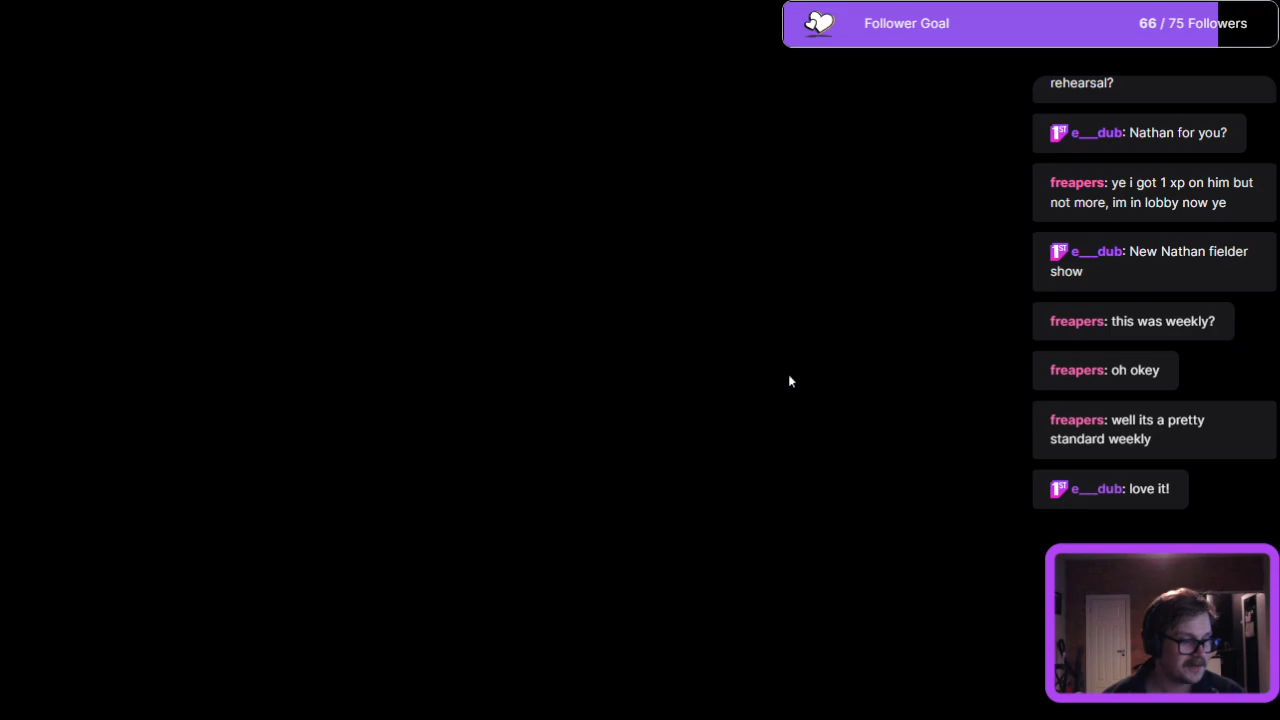 Follower Goal
66 / 75 Followers
rehearsal?
1ST e___dub: Nathan for you?
freapers: ye i got 1 xp on him but
not more, im in lobby now ye
1ST e___dub: New Nathan fielder
show
freapers: this was weekly?
freapers: oh okey
freapers: well its a pretty
standard weekly
1ST e___dub: love it!